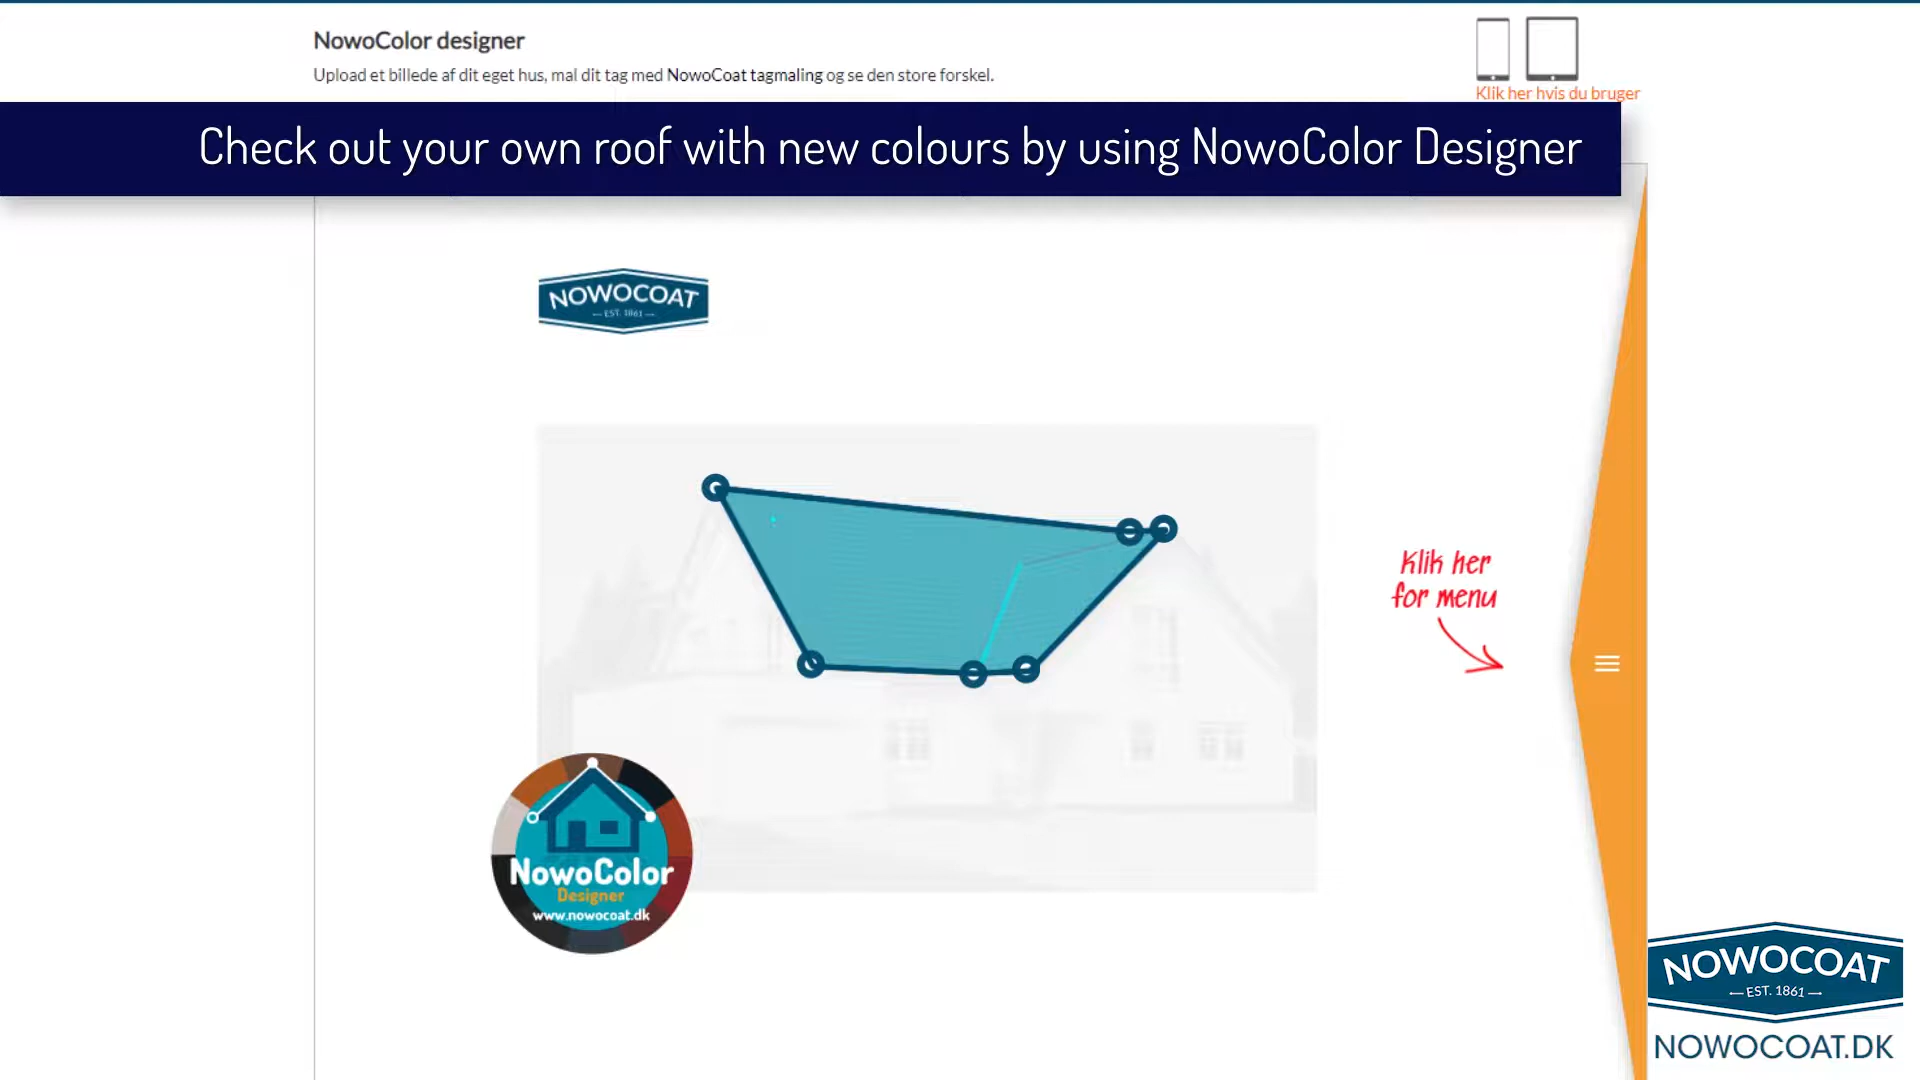 NowoColor designer
Upload et billede af dit eget hus, mal dit tag med NowoCoat tagmaling og se den store forskel.
Klik her hvis du bruger
Check out your own roof with new colours by using NowoColor Designer
NOWOCOAT
EST. 1861
Klik her
for menu
NowoColor
Designer
www.nowocoat.dk
NOWOCOAT
EST. 1861
NOWOCOAT.DK